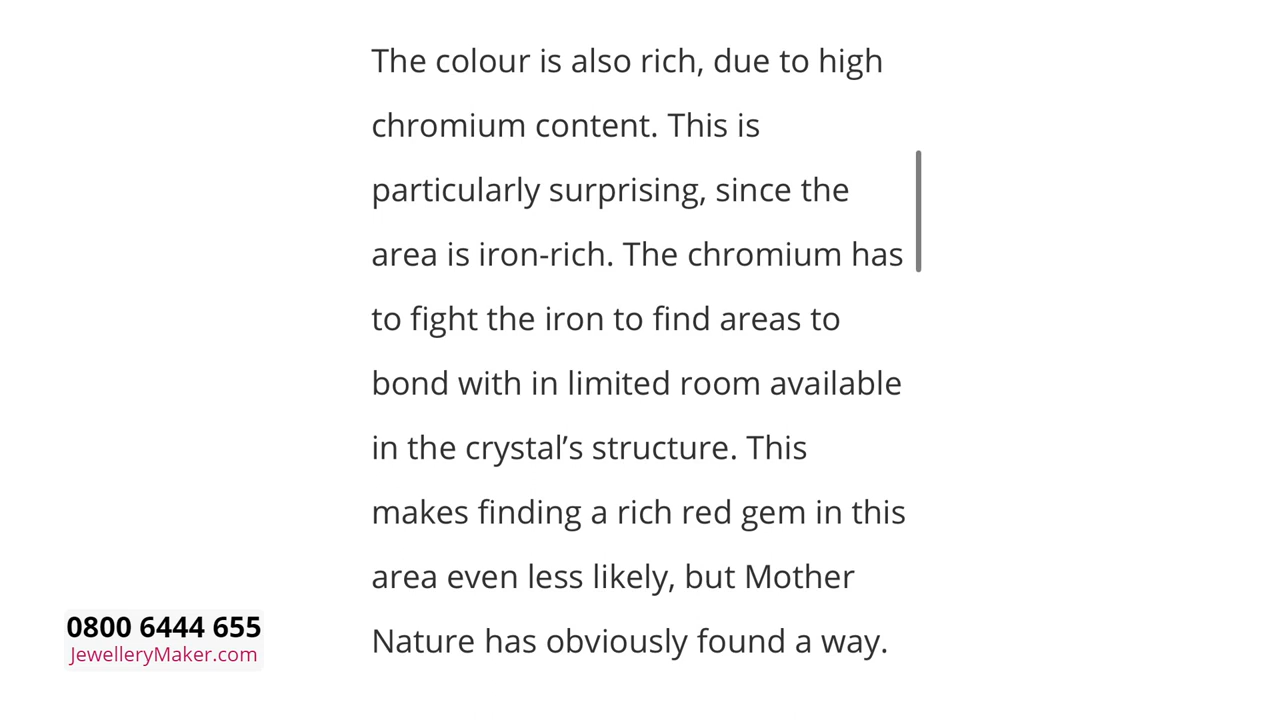 The colour is also rich, due to high
chromium content. This is
particularly surprising, since the
area is iron-rich. The chromium has
to fight the iron to find areas to
bond with in limited room available
in the crystal’s structure. This
makes finding a rich red gem in this
area even less likely, but Mother
Nature has obviously found a way.
0800 6444 655
JewelleryMaker.com